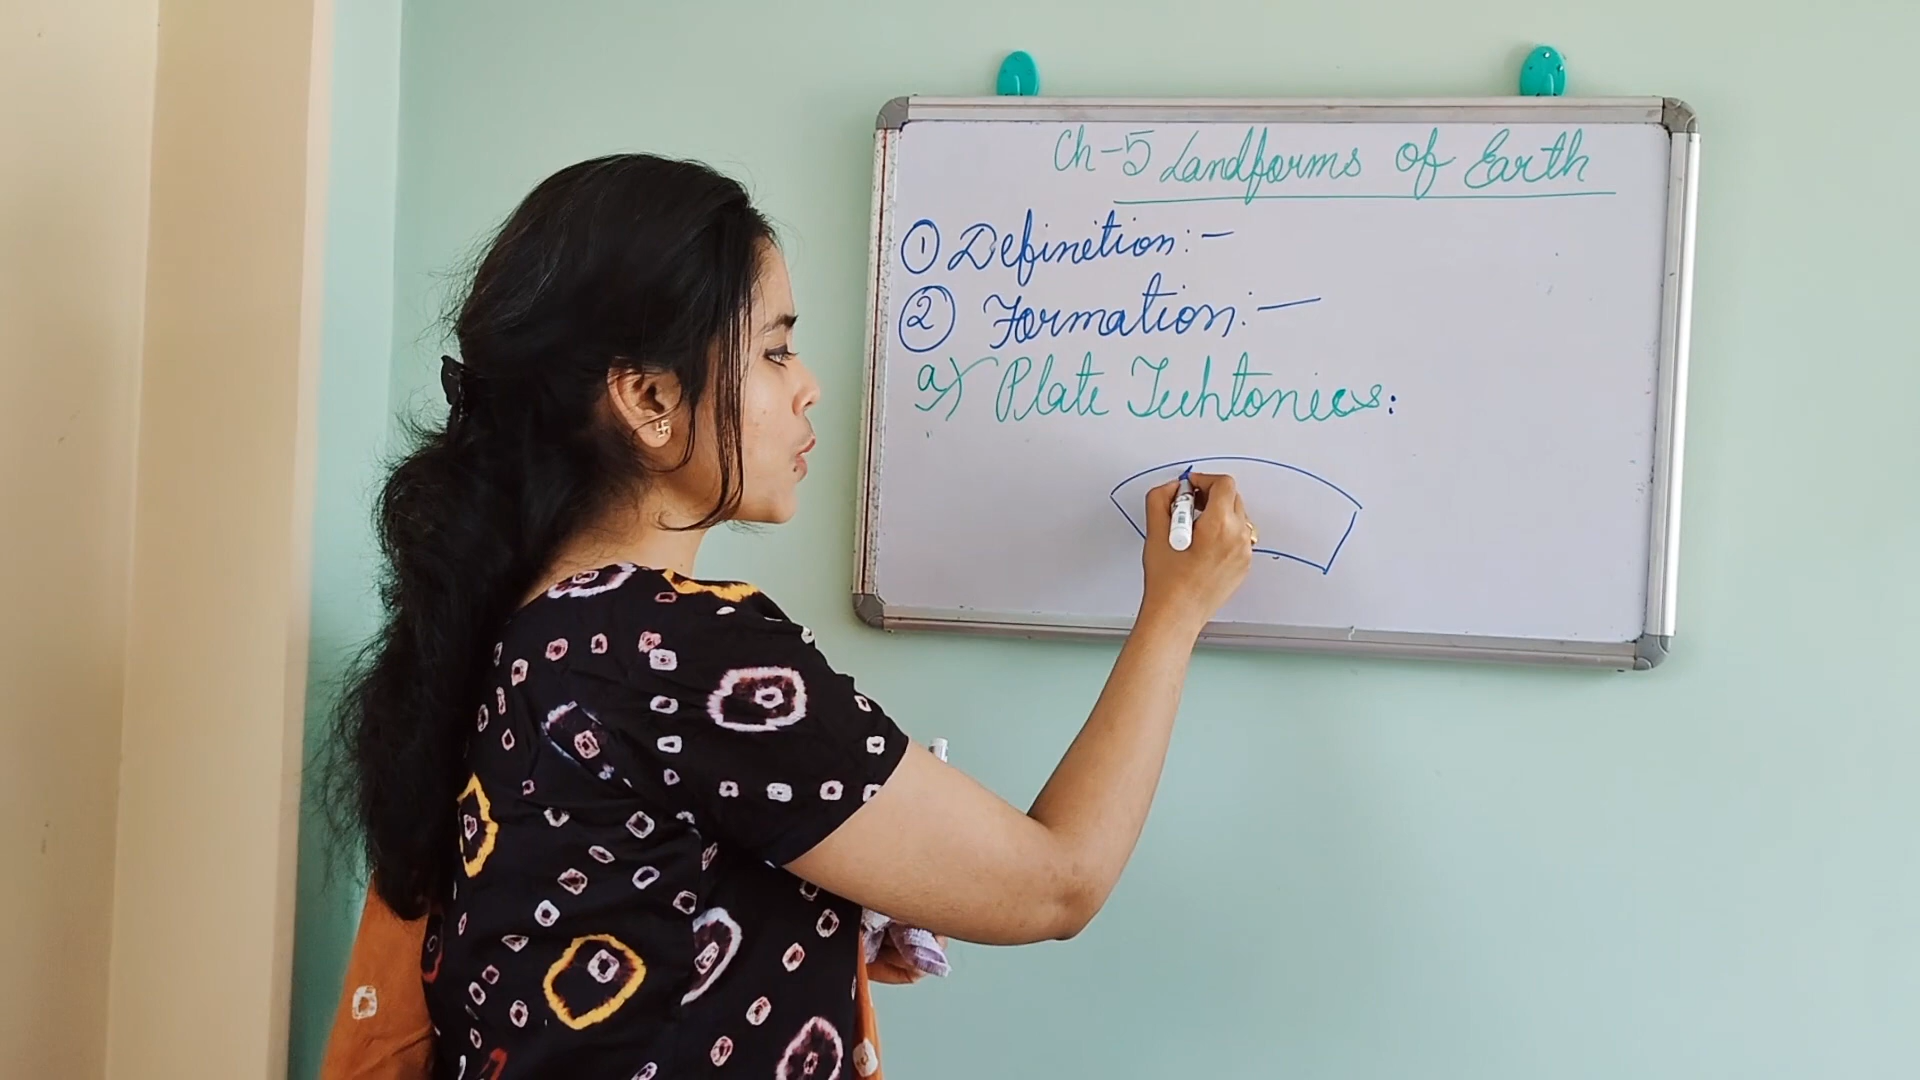 Ch-5 Landforms of Earth
① Definetion:-
② Formation:-
a) Plate Techtonics: